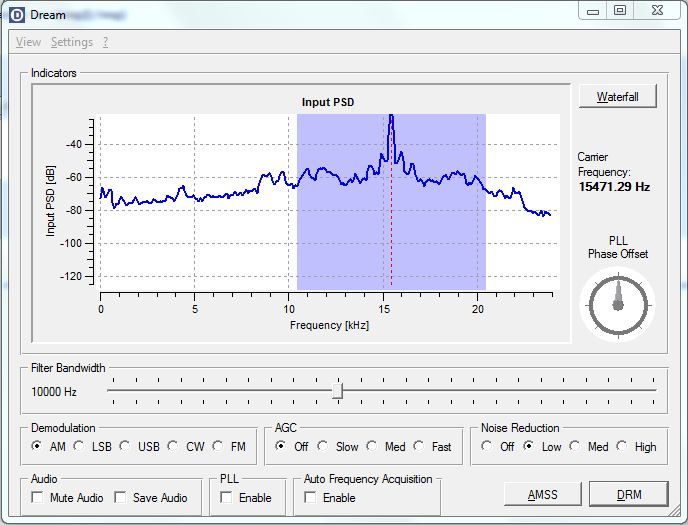 Dream
View Settings ?
Indicators
Input PSD
Waterfall
-40
-60
-80
-100
-120
Input PSD [dB]
0 5 10 15 20
Frequency [kHz]
Carrier
Frequency:
15471.29 Hz
PLL
Phase Offset
Filter Bandwidth
10000 Hz
Demodulation
AM LSB USB CW FM
AGC
Off Slow Med Fast
Noise Reduction
Off Low Med High
Audio
Mute Audio Save Audio
PLL
Enable
Auto Frequency Acquisition
Enable
AMSS
DRM